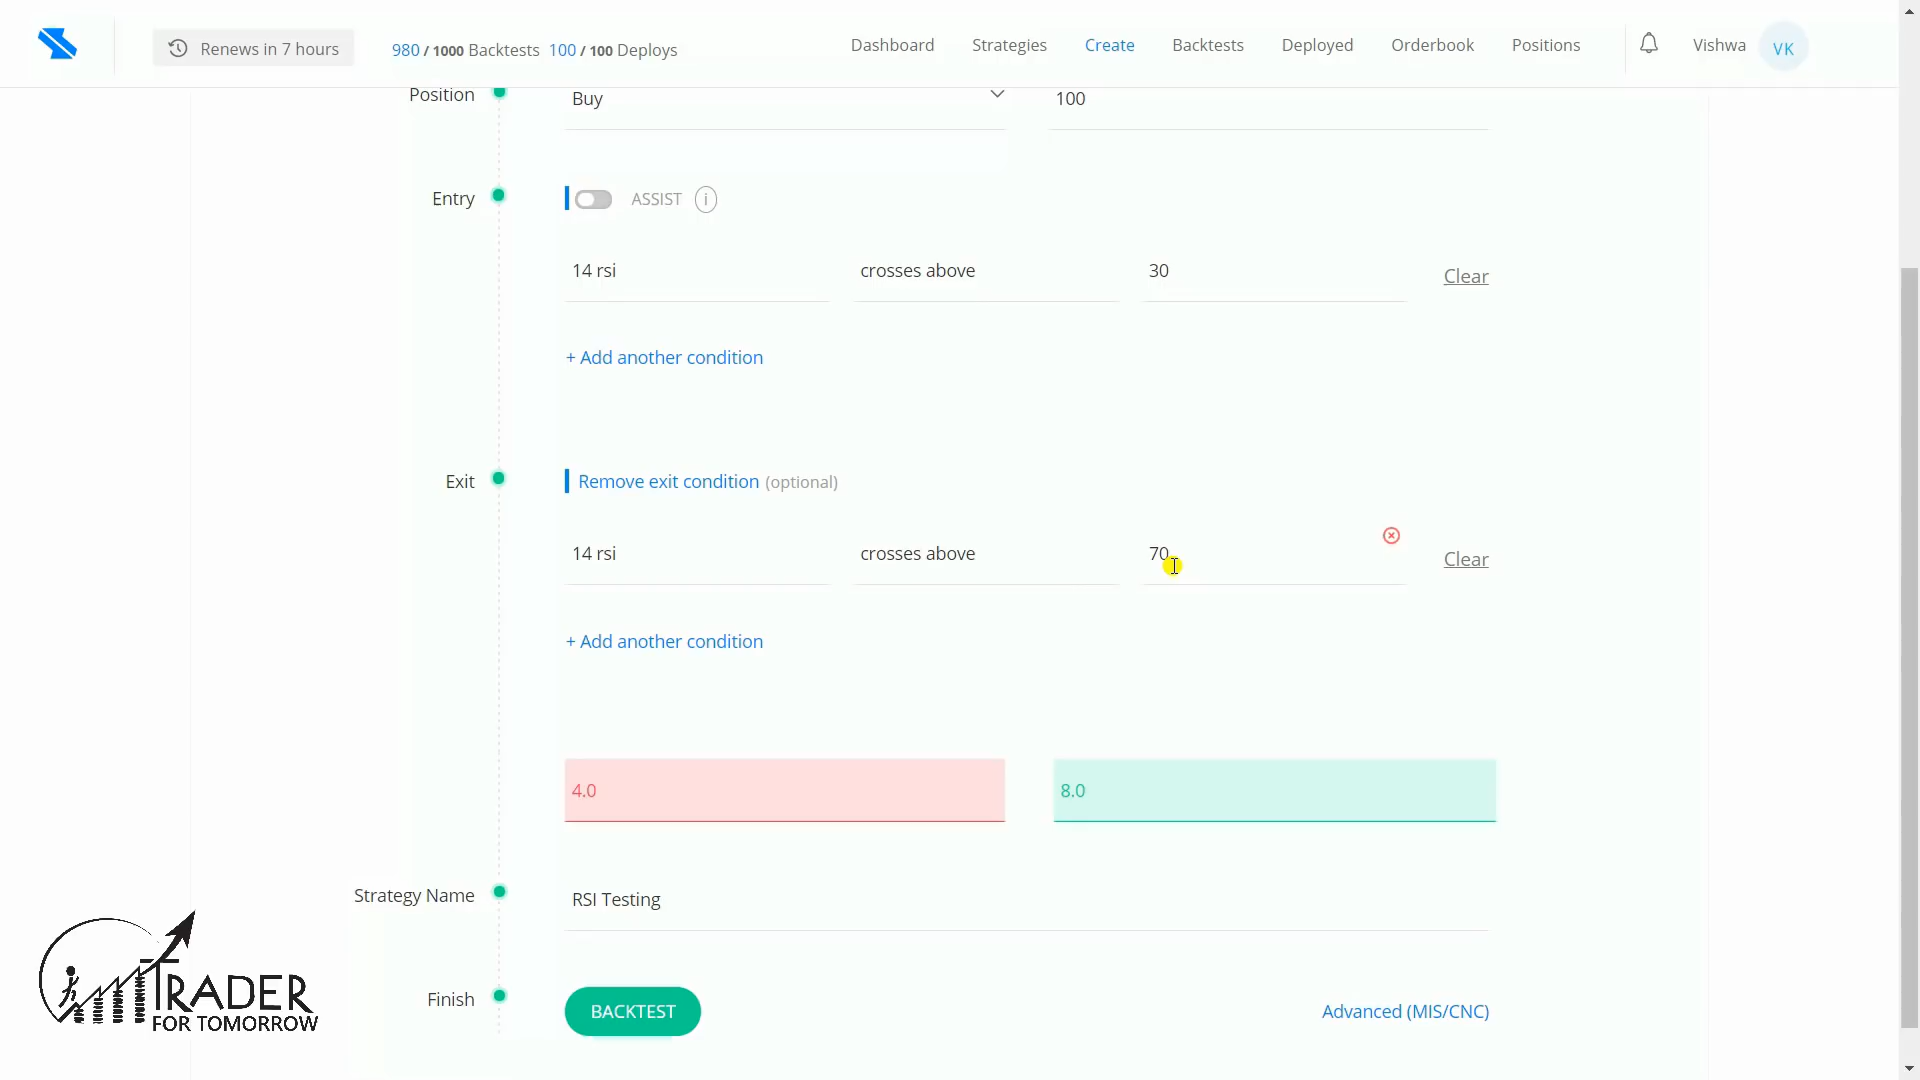 Renews in 7 hours
980 / 1000 Backtests 100 / 100 Deploys
Dashboard Strategies Create Backtests Deployed Orderbook Positions
Vishwa VK
Position Buy 100
Entry ASSIST i
14 rsi crosses above 30 Clear
+ Add another condition
Exit Remove exit condition (optional)
14 rsi crosses above 70 Clear
+ Add another condition
4.0 8.0
Strategy Name RSI Testing
Finish BACKTEST Advanced (MIS/CNC)
TRADER
FOR TOMORROW